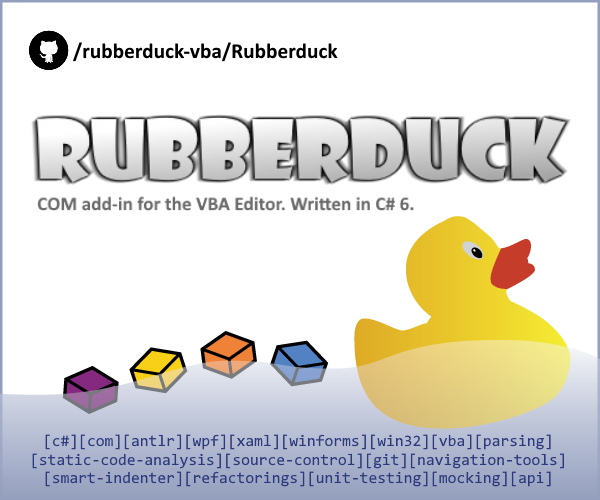 /rubberduck-vba/Rubberduck
RUBBERDUCK
COM add-in for the VBA Editor. Written in C# 6.
[c#][com][antlr][wpf][xaml][winforms][win32][vba][parsing]
[static-code-analysis][source-control][git][navigation-tools]
[smart-indenter][refactorings][unit-testing][mocking][api]